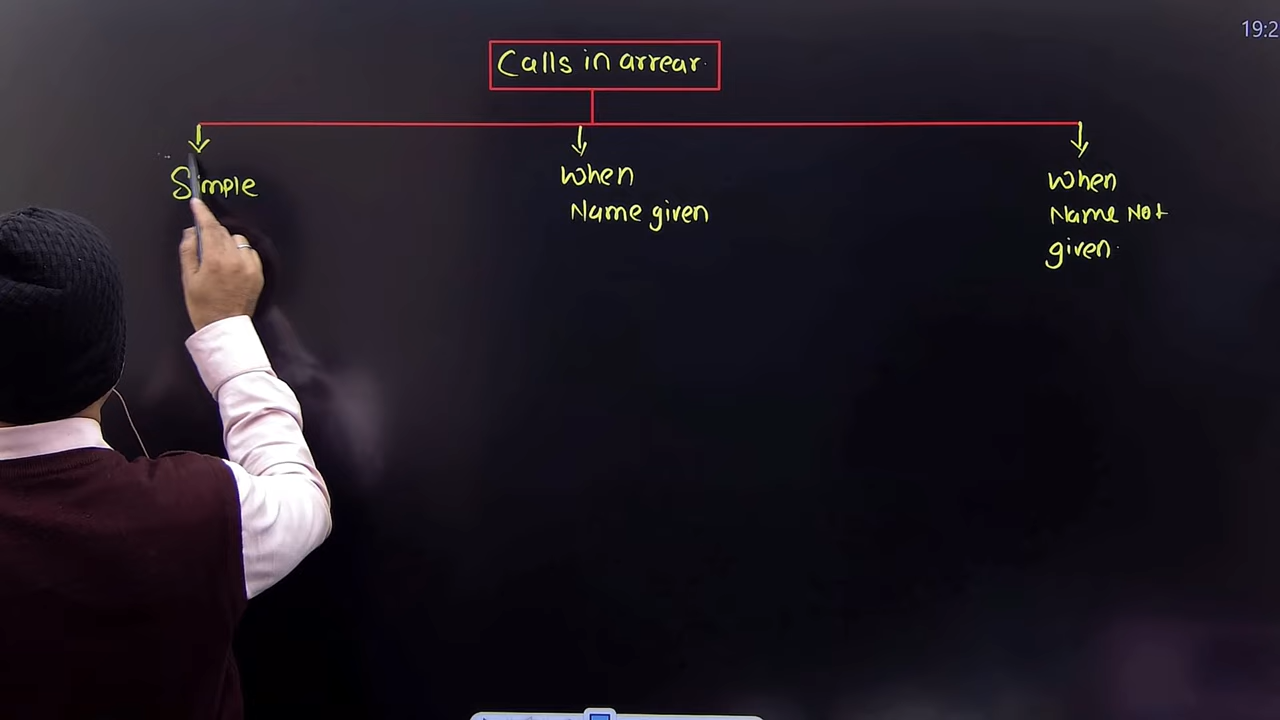 19:2
Calls in arrear
Simple
When
Name given
When
Name Not
given